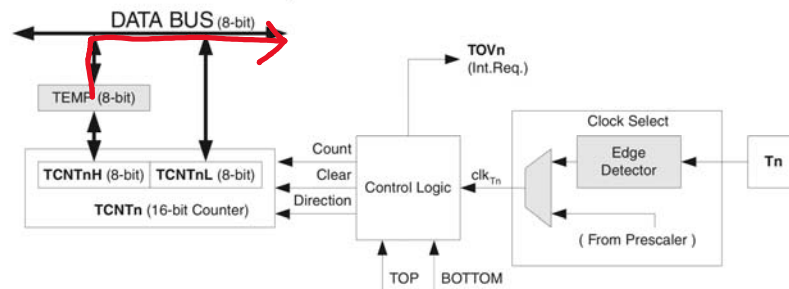 DATA BUS (8-bit)
TOVn
(Int.Req.)
TEMP (8-bit)
Clock Select
Count
Edge
Detector
TCNTnH (8-bit) TCNTnL (8-bit)
Clear
Control Logic
clkTn
Tn
TCNTn (16-bit Counter)
Direction
( From Prescaler )
TOP
BOTTOM